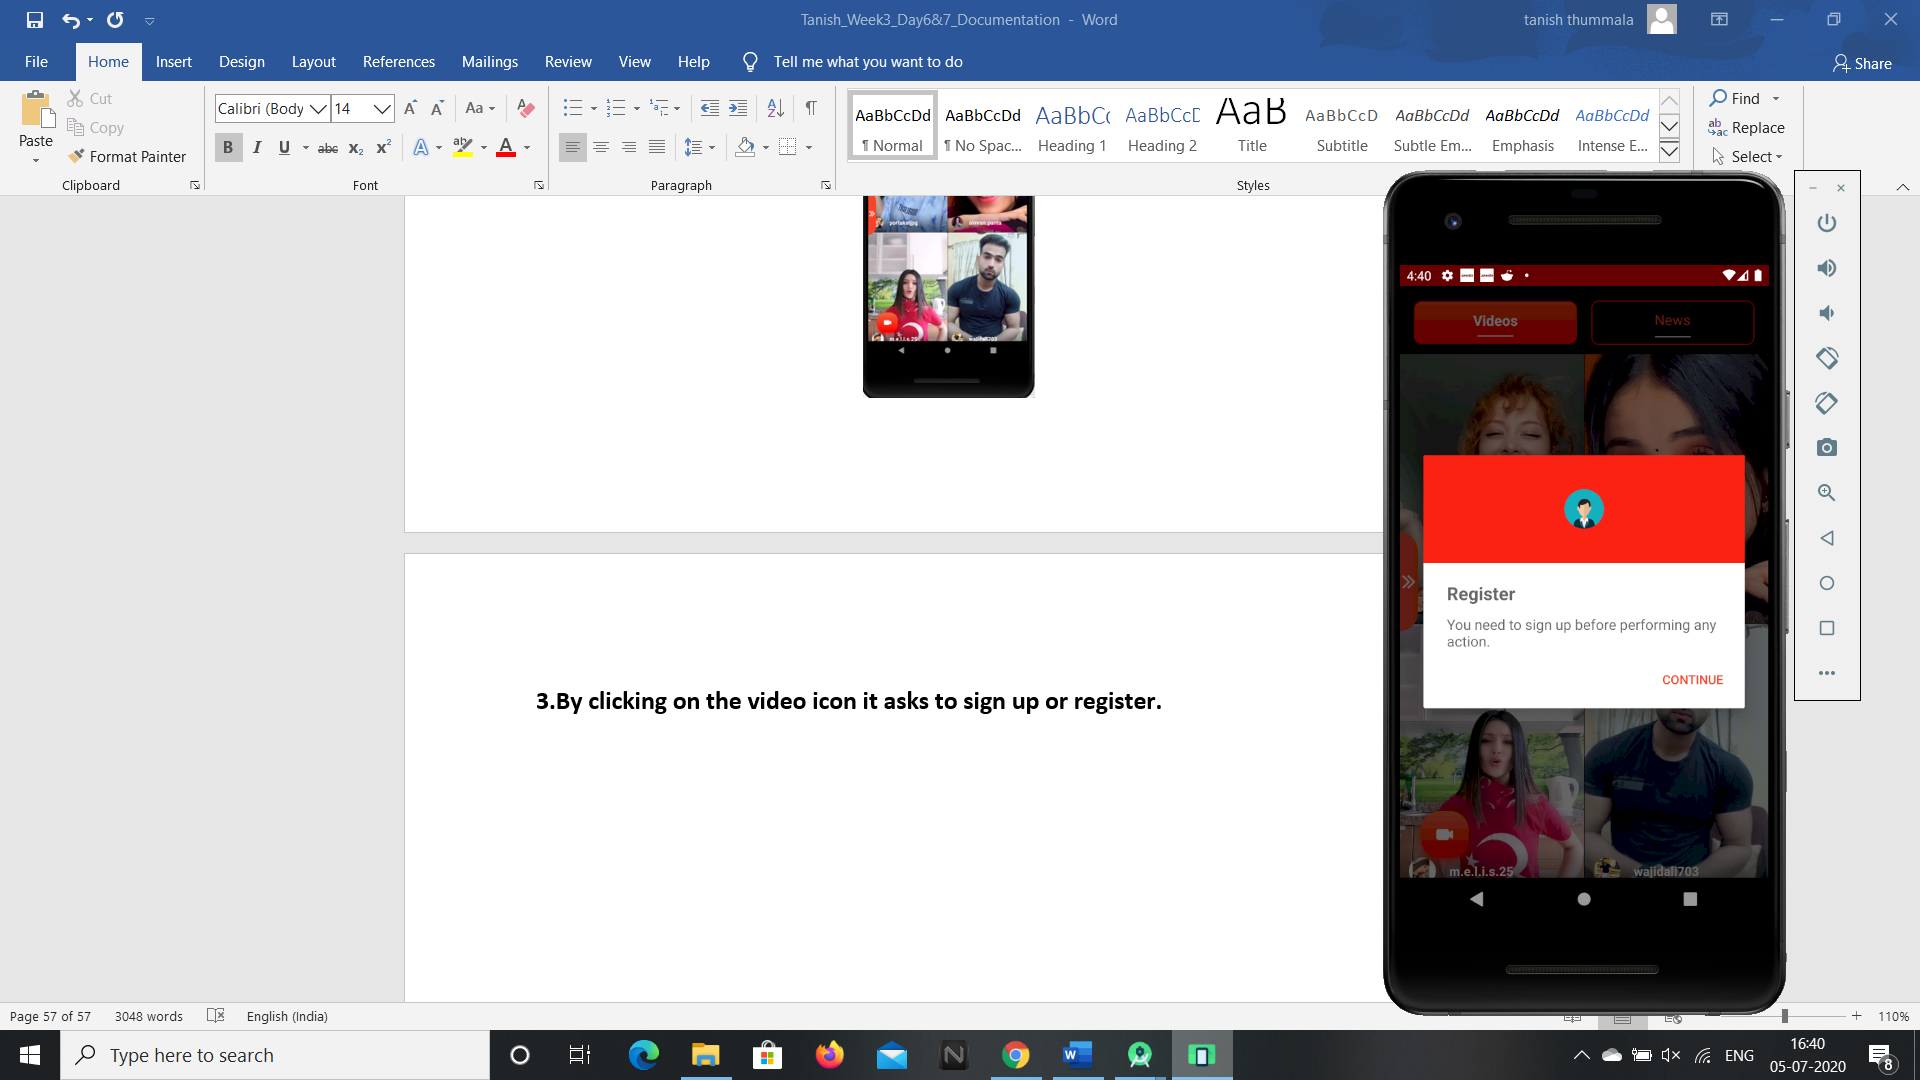 Tanish_Week3_Day6&7_Documentation - Word
tanish thummala
File Home Insert Design Layout References Mailings Review View Help Tell me what you want to do
Share
Paste
Cut
Copy
Format Painter
Clipboard
Calibri (Body
14
Font
Paragraph
AaBbCcDd
¶ Normal
AaBbCcDd
¶ No Spac...
AaBbCc
Heading 1
AaBbCcD
Heading 2
AaB
Title
AaBbCcD
Subtitle
AaBbCcDd
Subtle Em...
AaBbCcDd
Emphasis
AaBbCcDd
Intense E...
Styles
Find
Replace
Select
m.e.l.i.s.25
wajidali703
3.By clicking on the video icon it asks to sign up or register.
4:40
Videos
News
Register
You need to sign up before performing any
action.
CONTINUE
m.e.l.i.s.25
wajidali703
Page 57 of 57
3048 words
English (India)
110%
Type here to search
ENG
16:40
05-07-2020
8